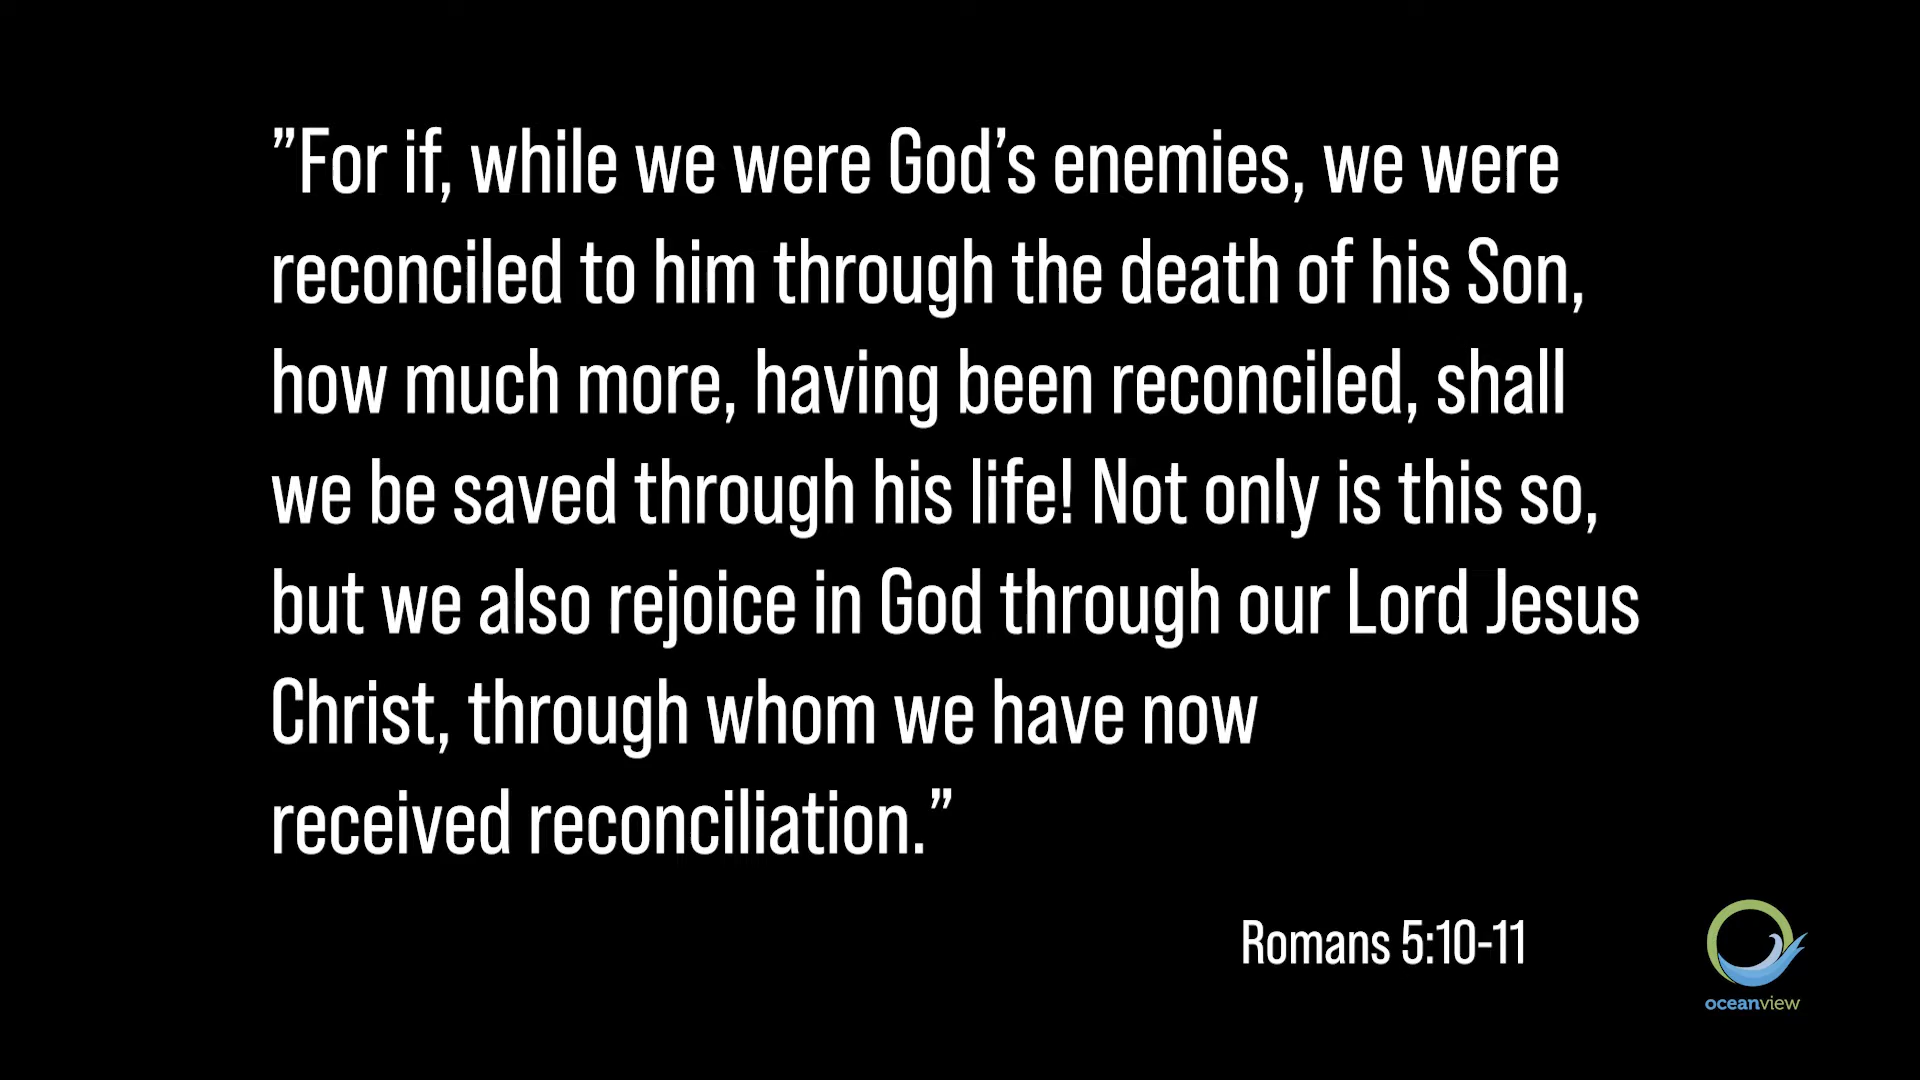 ”For if, while we were God’s enemies, we were
reconciled to him through the death of his Son,
how much more, having been reconciled, shall
we be saved through his life! Not only is this so,
but we also rejoice in God through our Lord Jesus
Christ, through whom we have now
received reconciliation.”
Romans 5:10-11
oceanview